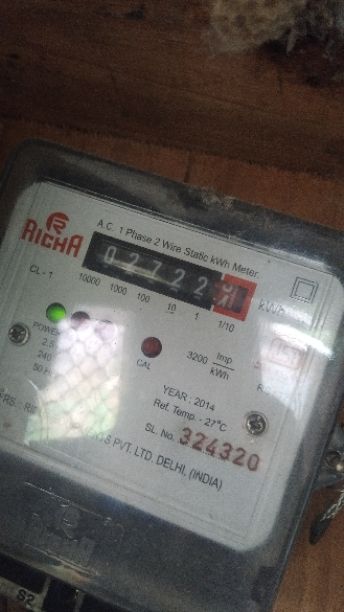 RICHA
A.C. 1 Phase 2 Wire Static kWh Meter
02722
kWh
CL - 1
10000 1000 100 10 1 1/10
POWER
2.5
240
50 H
CAL
3200 Imp/kWh
YEAR : 2014
Ref. Temp. - 27°C
SL. No. 324320
S PVT. LTD. DELHI, (INDIA)
S2